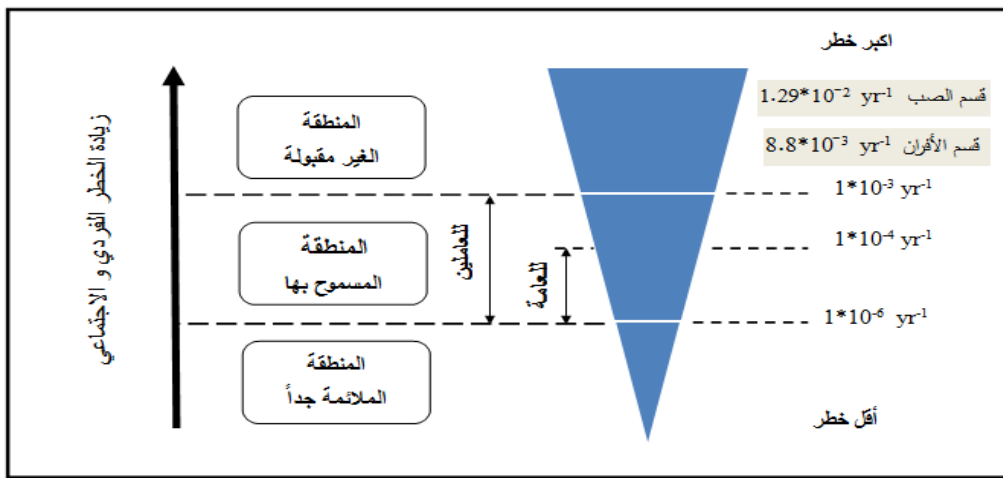 اكبر خطر
قسم الصب 1.29*10⁻² yr⁻¹
قسم الأفران 8.8*10⁻³ yr⁻¹
1*10⁻³ yr⁻¹
1*10⁻⁴ yr⁻¹
1*10⁻⁶ yr⁻¹
أقل خطر
للعامة
للعاملين
المنطقة
الغير مقبولة
المنطقة
المسموح بها
المنطقة
الملائمة جداً
زيادة الخطر الفردي و الاجتماعي